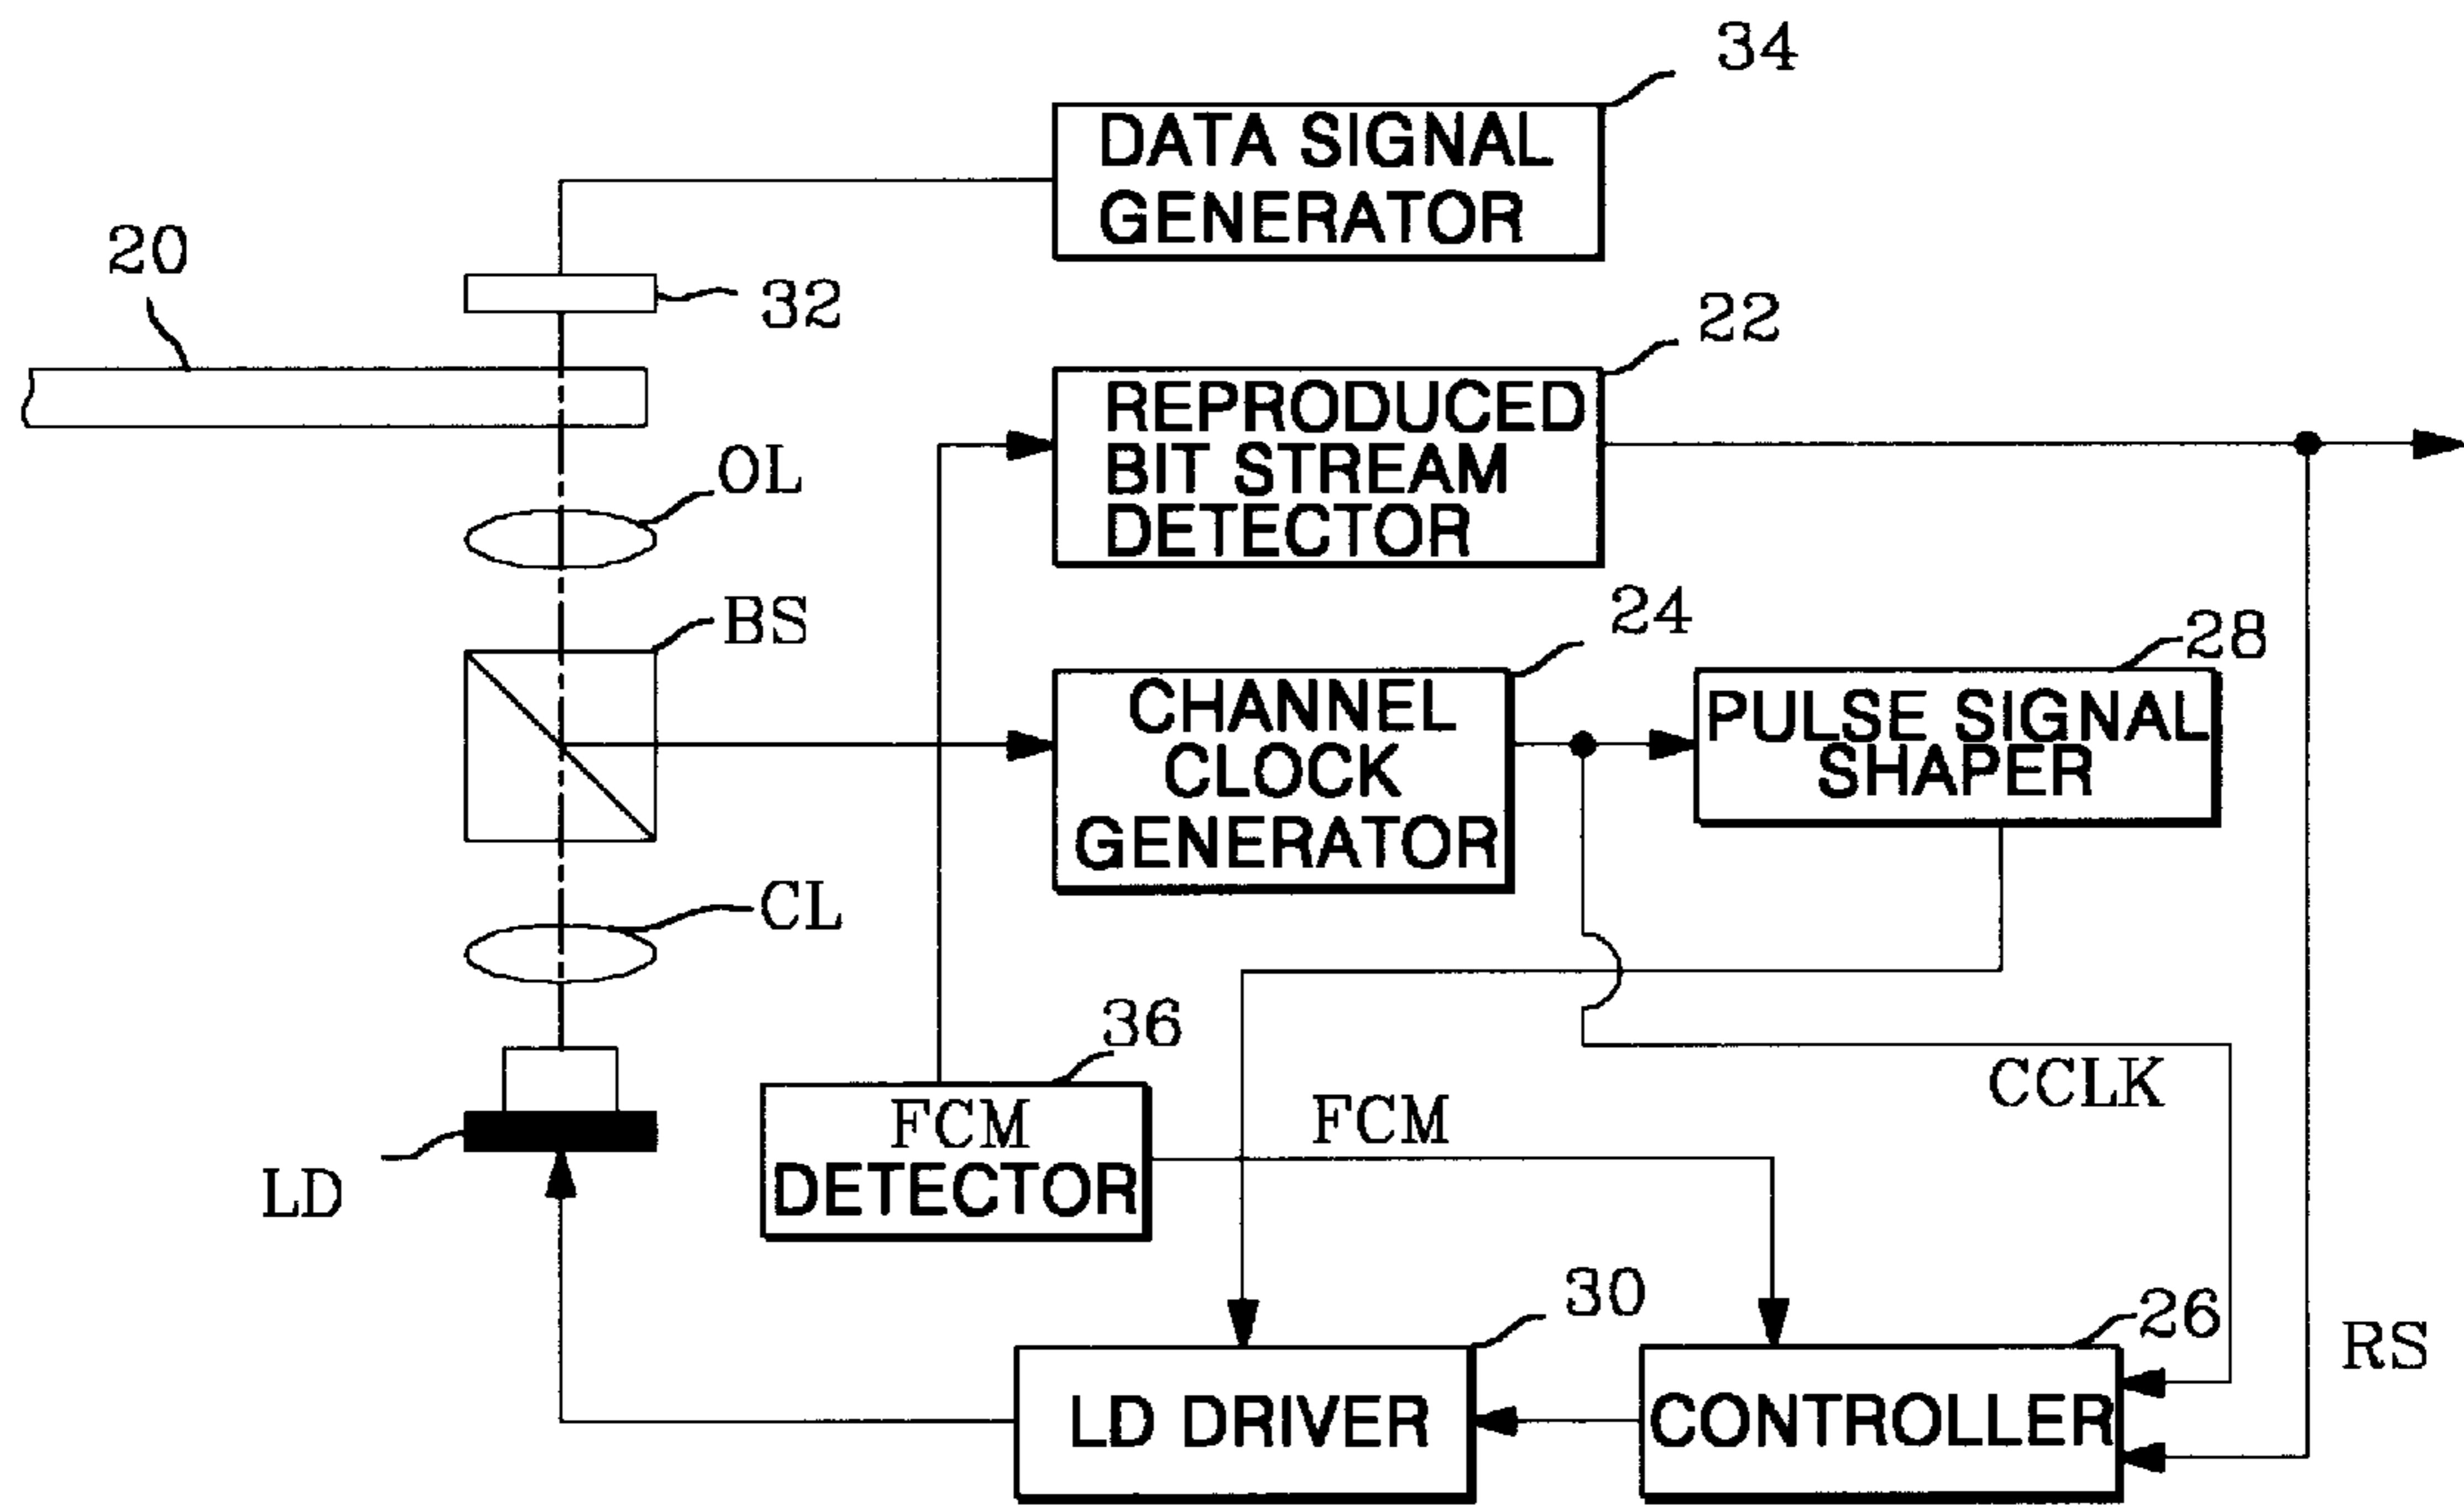 34
DATA SIGNAL
GENERATOR
20
32
22
REPRODUCED
BIT STREAM
DETECTOR
OL
BS
24
28
CHANNEL
CLOCK
GENERATOR
PULSE SIGNAL
SHAPER
CL
36
CCLK
FCM
DETECTOR
FCM
LD
30
26
RS
LD DRIVER
CONTROLLER